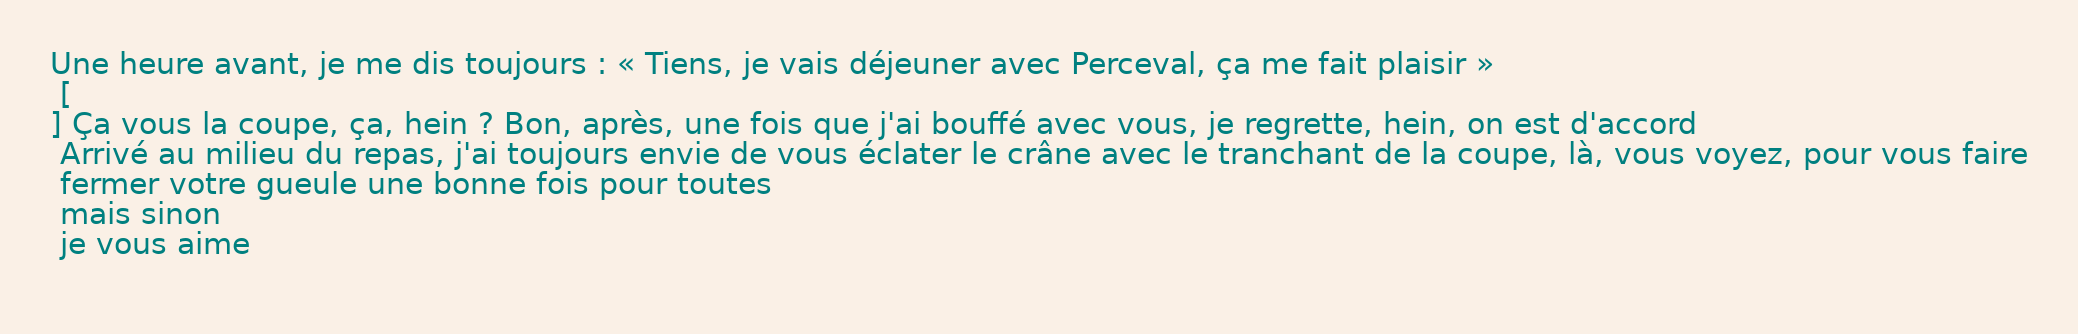 Une heure avant, je me dis toujours : « Tiens, je vais déjeuner avec Perceval, ça me fait plaisir »
[
] Ça vous la coupe, ça, hein ? Bon, après, une fois que j'ai bouffé avec vous, je regrette, hein, on est d'accord
Arrivé au milieu du repas, j'ai toujours envie de vous éclater le crâne avec le tranchant de la coupe, là, vous voyez, pour vous faire
fermer votre gueule une bonne fois pour toutes
mais sinon
je vous aime